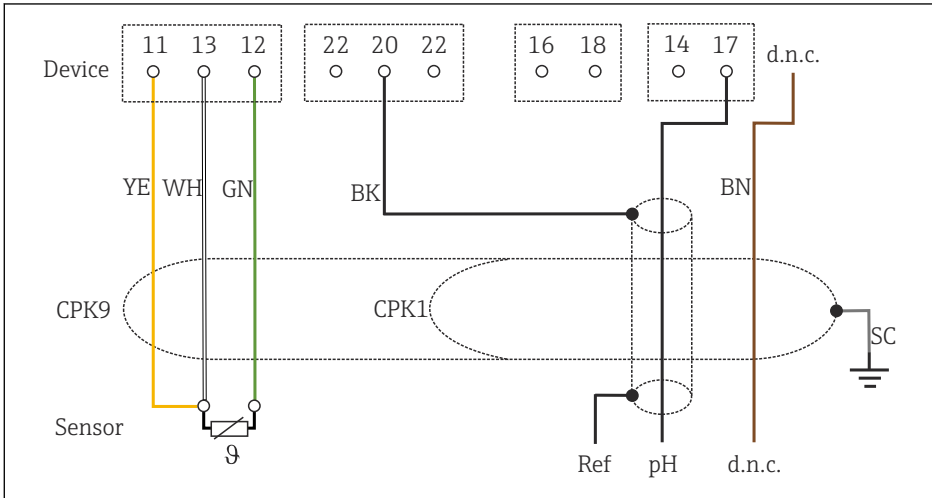 11 13 12 22 20 22 16 18 14 17 d.n.c.
Device
YE WH GN BK BN
CPK9 CPK1
SC
Sensor
ϑ Ref pH d.n.c.